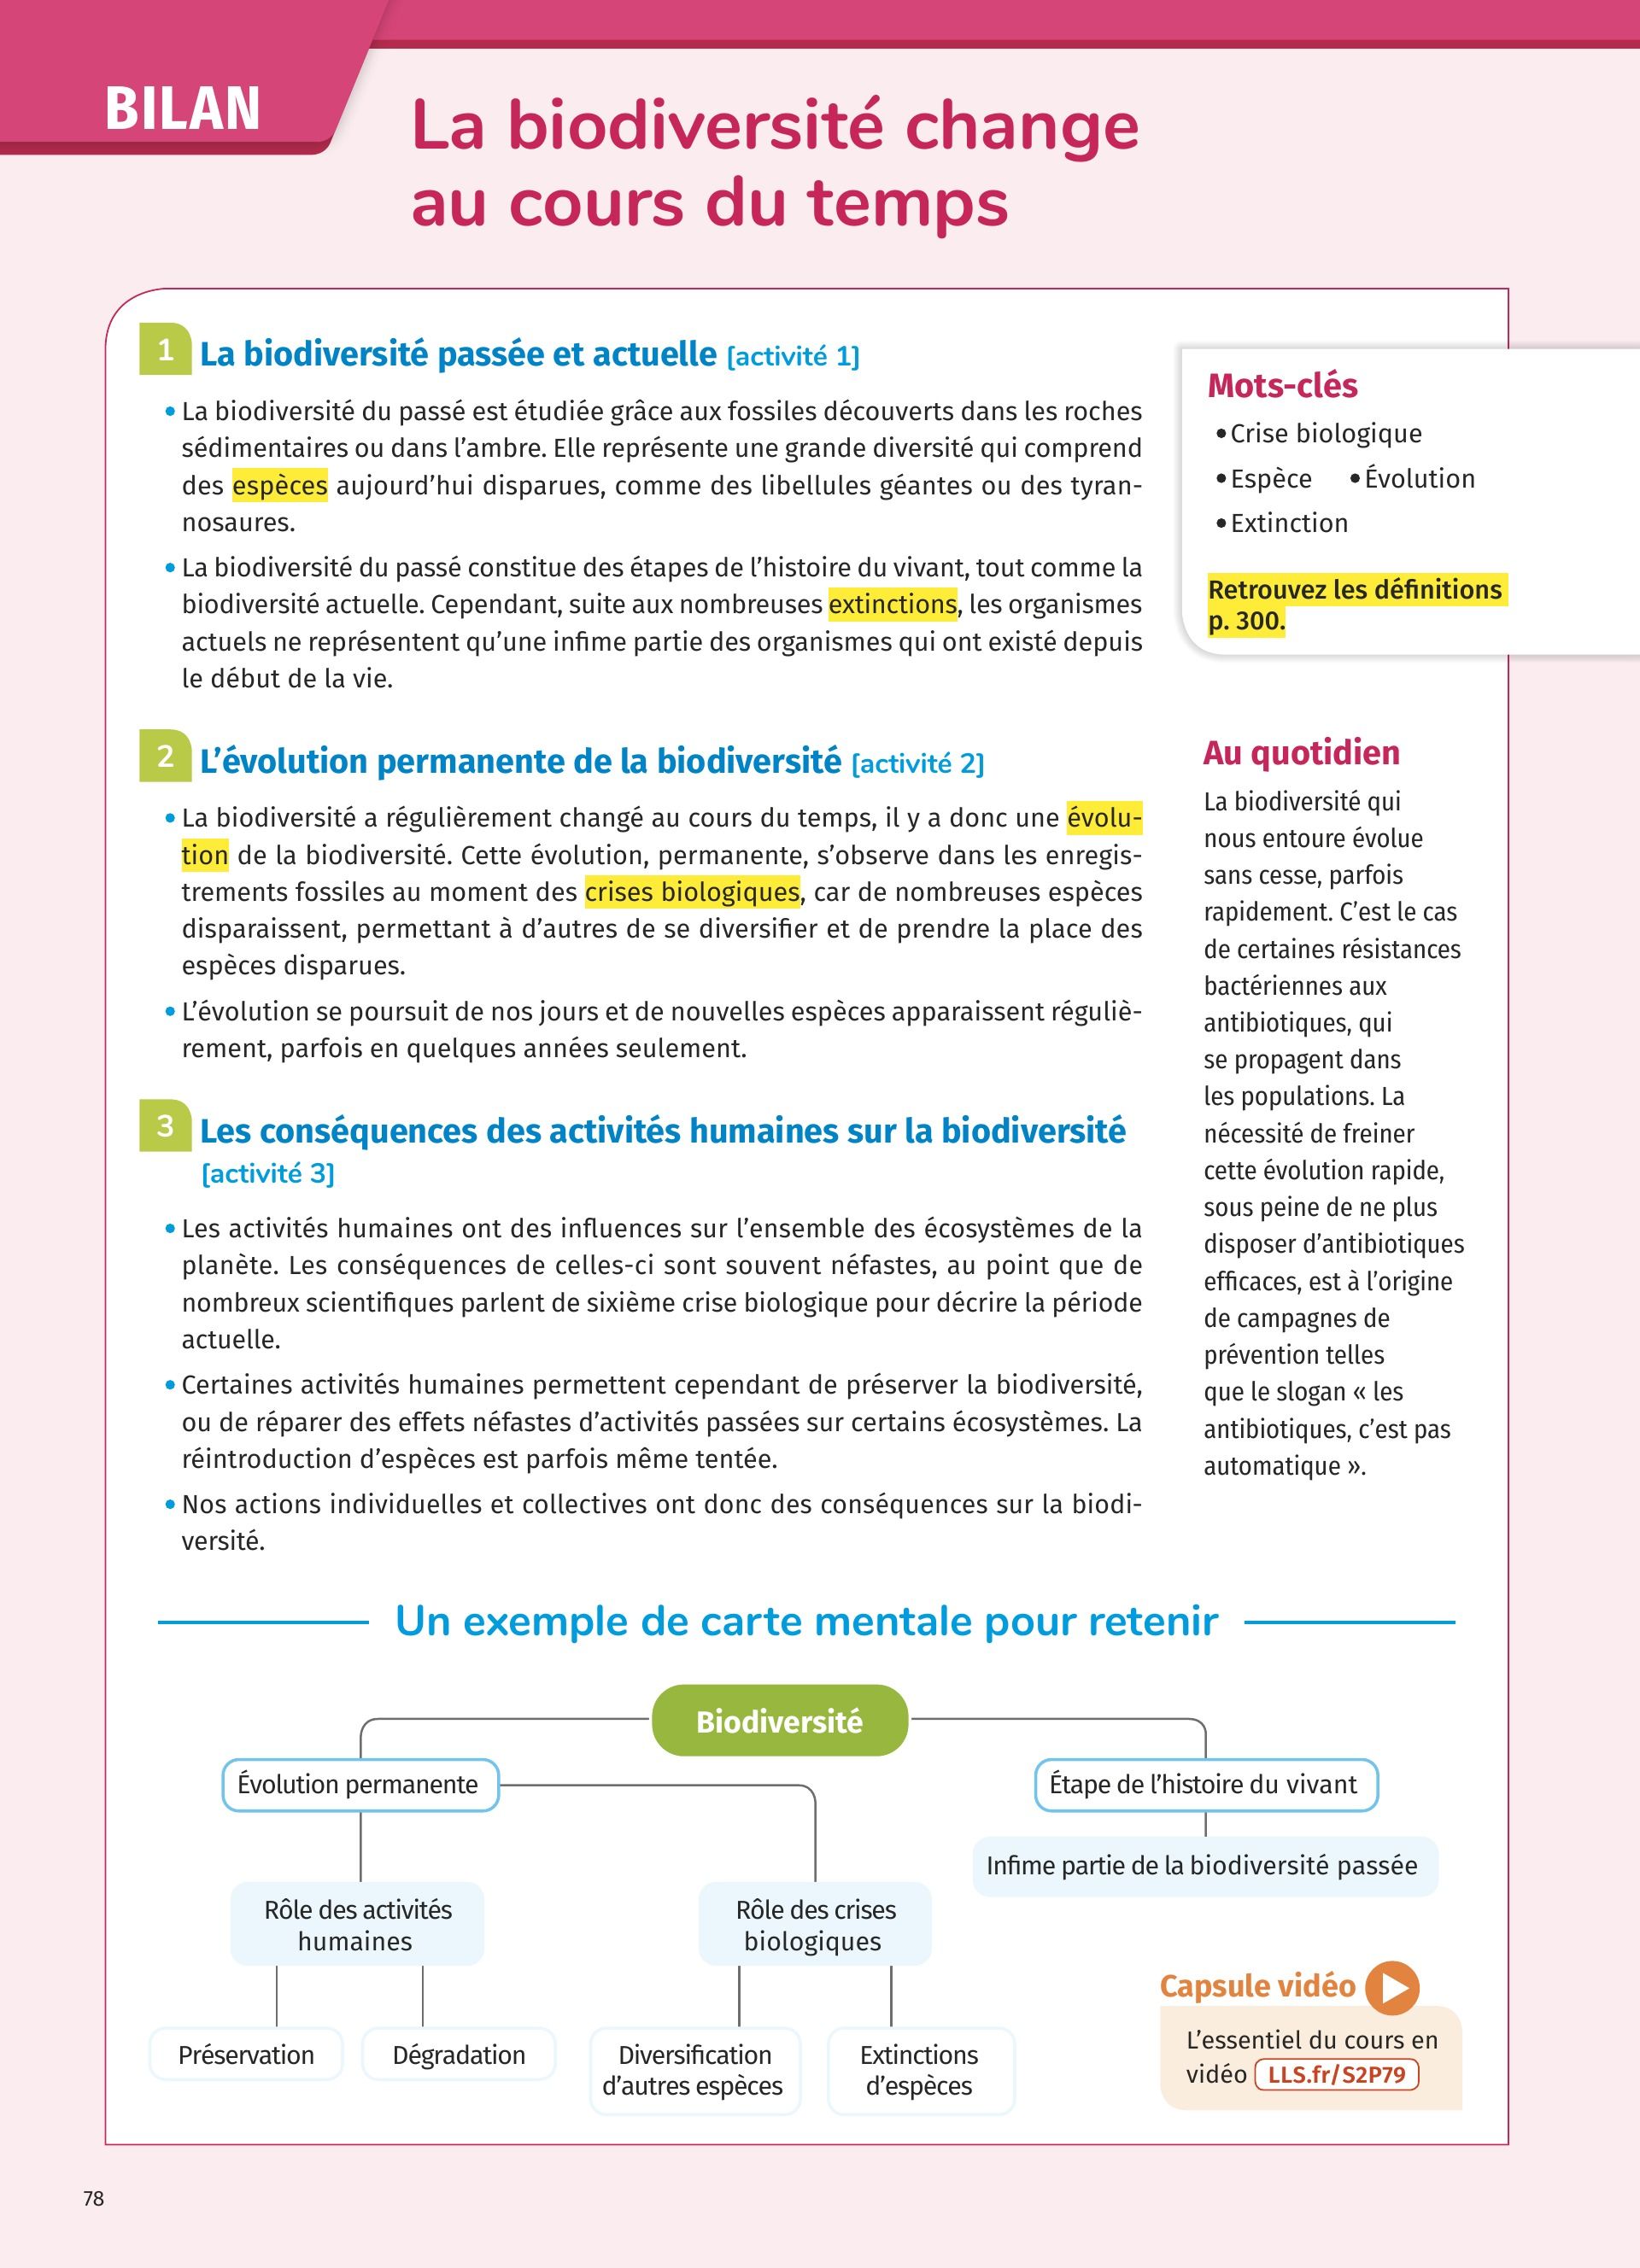 BILAN
La biodiversité change
au cours du temps
1 La biodiversité passée et actuelle [activité 1]
• La biodiversité du passé est étudiée grâce aux fossiles découverts dans les roches
sédimentaires ou dans l’ambre. Elle représente une grande diversité qui comprend
des espèces aujourd’hui disparues, comme des libellules géantes ou des tyran-
nosaures.
• La biodiversité du passé constitue des étapes de l’histoire du vivant, tout comme la
biodiversité actuelle. Cependant, suite aux nombreuses extinctions, les organismes
actuels ne représentent qu’une infime partie des organismes qui ont existé depuis
le début de la vie.
2 L’évolution permanente de la biodiversité [activité 2]
• La biodiversité a régulièrement changé au cours du temps, il y a donc une évolu-
tion de la biodiversité. Cette évolution, permanente, s’observe dans les enregis-
trements fossiles au moment des crises biologiques, car de nombreuses espèces
disparaissent, permettant à d’autres de se diversifier et de prendre la place des
espèces disparues.
• L’évolution se poursuit de nos jours et de nouvelles espèces apparaissent réguliè-
rement, parfois en quelques années seulement.
3 Les conséquences des activités humaines sur la biodiversité
[activité 3]
• Les activités humaines ont des influences sur l’ensemble des écosystèmes de la
planète. Les conséquences de celles-ci sont souvent néfastes, au point que de
nombreux scientifiques parlent de sixième crise biologique pour décrire la période
actuelle.
• Certaines activités humaines permettent cependant de préserver la biodiversité,
ou de réparer des effets néfastes d’activités passées sur certains écosystèmes. La
réintroduction d’espèces est parfois même tentée.
• Nos actions individuelles et collectives ont donc des conséquences sur la biodi-
versité.
Mots-clés
• Crise biologique
• Espèce • Évolution
• Extinction
Retrouvez les définitions
p. 300.
Au quotidien
La biodiversité qui
nous entoure évolue
sans cesse, parfois
rapidement. C’est le cas
de certaines résistances
bactériennes aux
antibiotiques, qui
se propagent dans
les populations. La
nécessité de freiner
cette évolution rapide,
sous peine de ne plus
disposer d’antibiotiques
efficaces, est à l’origine
de campagnes de
prévention telles
que le slogan « les
antibiotiques, c’est pas
automatique ».
Un exemple de carte mentale pour retenir
Biodiversité
Évolution permanente
Étape de l’histoire du vivant
Infime partie de la biodiversité passée
Rôle des activités
humaines
Rôle des crises
biologiques
Préservation
Dégradation
Diversification
d’autres espèces
Extinctions
d’espèces
Capsule vidéo
L’essentiel du cours en
vidéo LLS.fr/S2P79
78